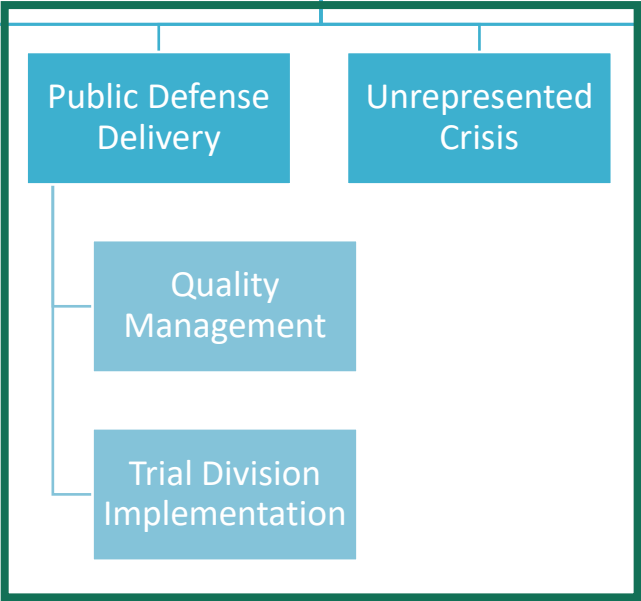 Public Defense
Delivery
Unrepresented
Crisis
Quality
Management
Trial Division
Implementation